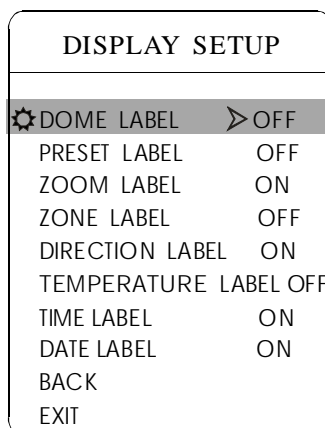 DISPLAY SETUP
DOME LABEL OFF
PRESET LABEL OFF
ZOOM LABEL ON
ZONE LABEL OFF
DIRECTION LABEL ON
TEMPERATURE LABEL OFF
TIME LABEL ON
DATE LABEL ON
BACK
EXIT